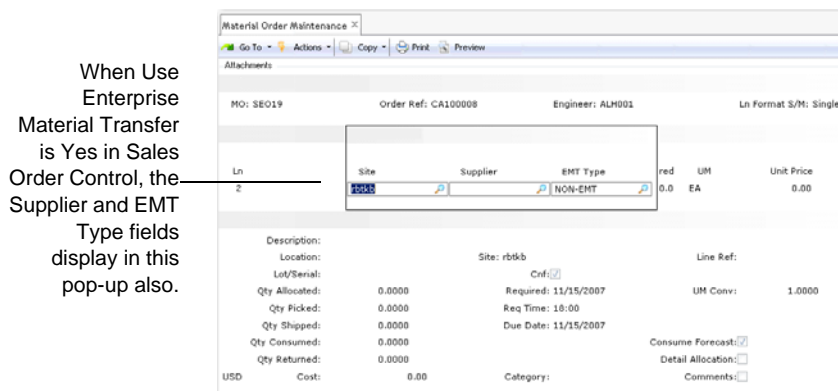 Material Order Maintenance
Go To Actions Copy Print Preview
Attachments
When Use
Enterprise
Material Transfer
is Yes in Sales
Order Control, the
Supplier and EMT
Type fields
display in this
pop-up also.
MO: SEO19 Order Ref: CA100008 Engineer: ALH001 Ln Format S/M: Single
Ln Site Supplier EMT Type red UM Unit Price
2 rbtkb NON-EMT 0.0 EA 0.00
Description:
Location: Site: rbtkb Line Ref:
Lot/Serial: Cnf:
Qty Allocated: 0.0000 Required: 11/15/2007 UM Conv: 1.0000
Qty Picked: 0.0000 Req Time: 18:00
Qty Shipped: 0.0000 Due Date: 11/15/2007
Qty Consumed: 0.0000 Consume Forecast:
Qty Returned: 0.0000 Detail Allocation:
USD Cost: 0.00 Category: Comments: